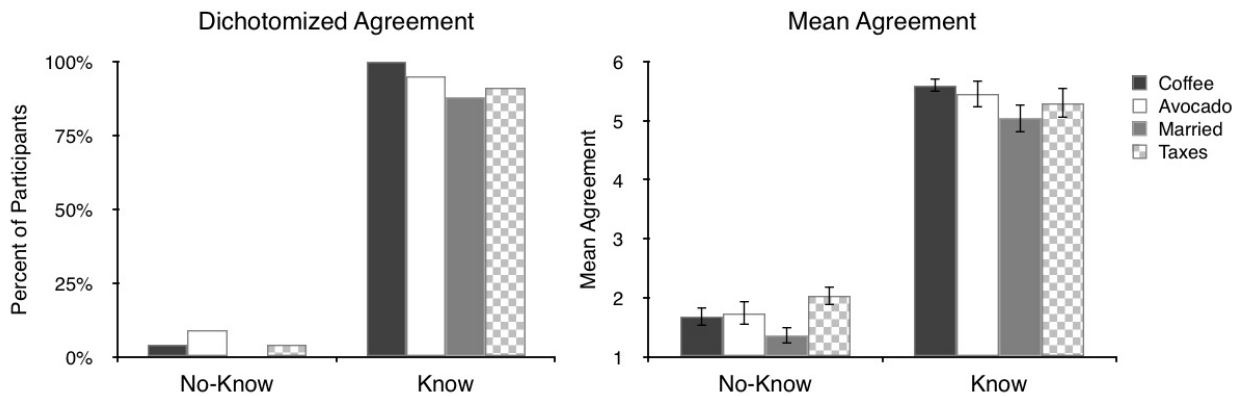 Dichotomized Agreement
Percent of Participants
100%
75%
50%
25%
0%
No-Know
Know
Mean Agreement
Mean Agreement
6
5
4
3
2
1
No-Know
Know
Coffee
Avocado
Married
Taxes